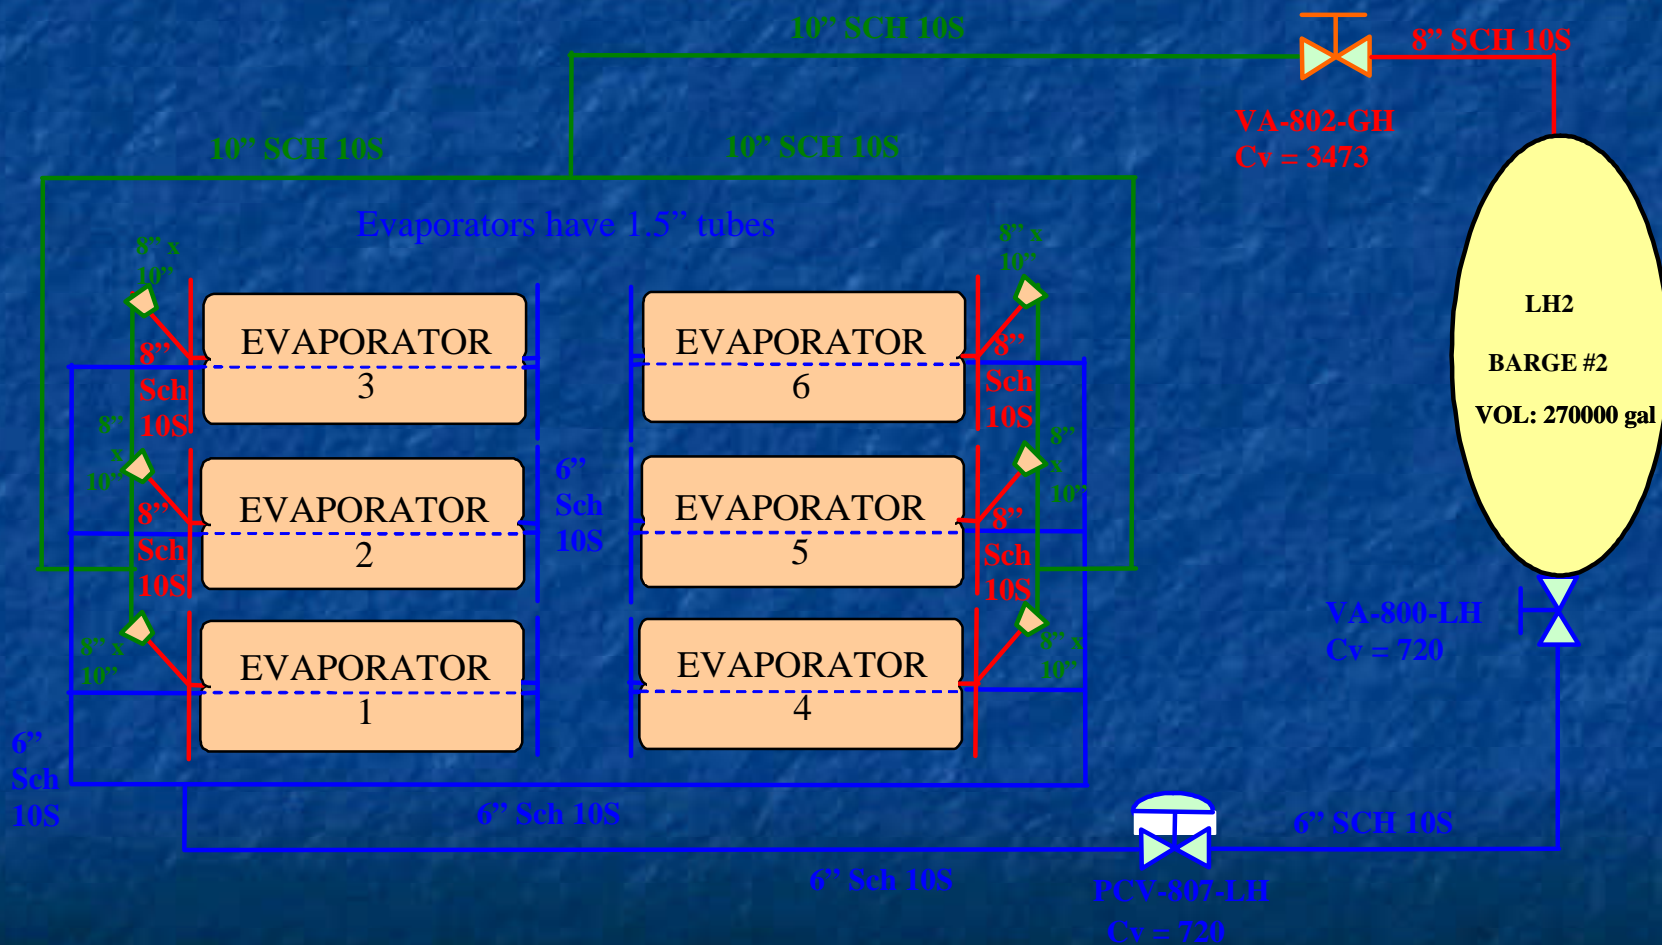 10” SCH 10S
8” SCH 10S
VA-802-GH
Cv = 3473
10” SCH 10S
10” SCH 10S
Evaporators have 1.5” tubes
8” x
10”
8” x
10”
EVAPORATOR
3
8”
Sch
10S
EVAPORATOR
6
8”
Sch
10S
LH2
BARGE #2
VOL: 270000 gal
8”
x
10”
8”
x
10”
EVAPORATOR
2
8”
Sch
10S
6”
Sch
10S
EVAPORATOR
5
8”
Sch
10S
VA-800-LH
Cv = 720
8” x
10”
EVAPORATOR
1
EVAPORATOR
4
8” x
10”
6”
Sch
10S
6” Sch 10S
6” SCH 10S
6” Sch 10S
PCV-807-LH
Cv = 720